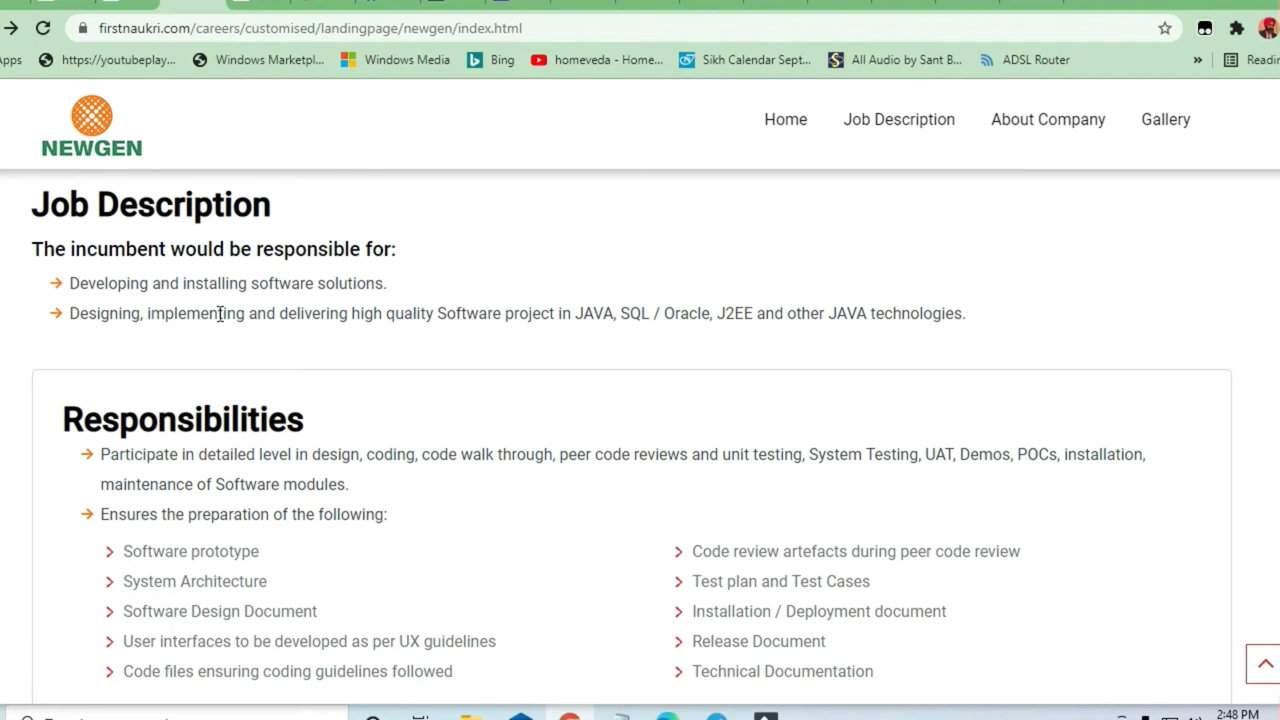 firstnaukri.com/careers/customised/landingpage/newgen/index.html
Apps https://youtubeplay... Windows Marketpl... Windows Media Bing homeveda - Home... Sikh Calendar Sept... All Audio by Sant B... ADSL Router »
NEWGEN
Home Job Description About Company Gallery
Job Description
The incumbent would be responsible for:
Developing and installing software solutions.
Designing, implementing and delivering high quality Software project in JAVA, SQL / Oracle, J2EE and other JAVA technologies.
Responsibilities
Participate in detailed level in design, coding, code walk through, peer code reviews and unit testing, System Testing, UAT, Demos, POCs, installation,
maintenance of Software modules.
Ensures the preparation of the following:
Software prototype
System Architecture
Software Design Document
User interfaces to be developed as per UX guidelines
Code files ensuring coding guidelines followed
Code review artefacts during peer code review
Test plan and Test Cases
Installation / Deployment document
Release Document
Technical Documentation
2:48 PM